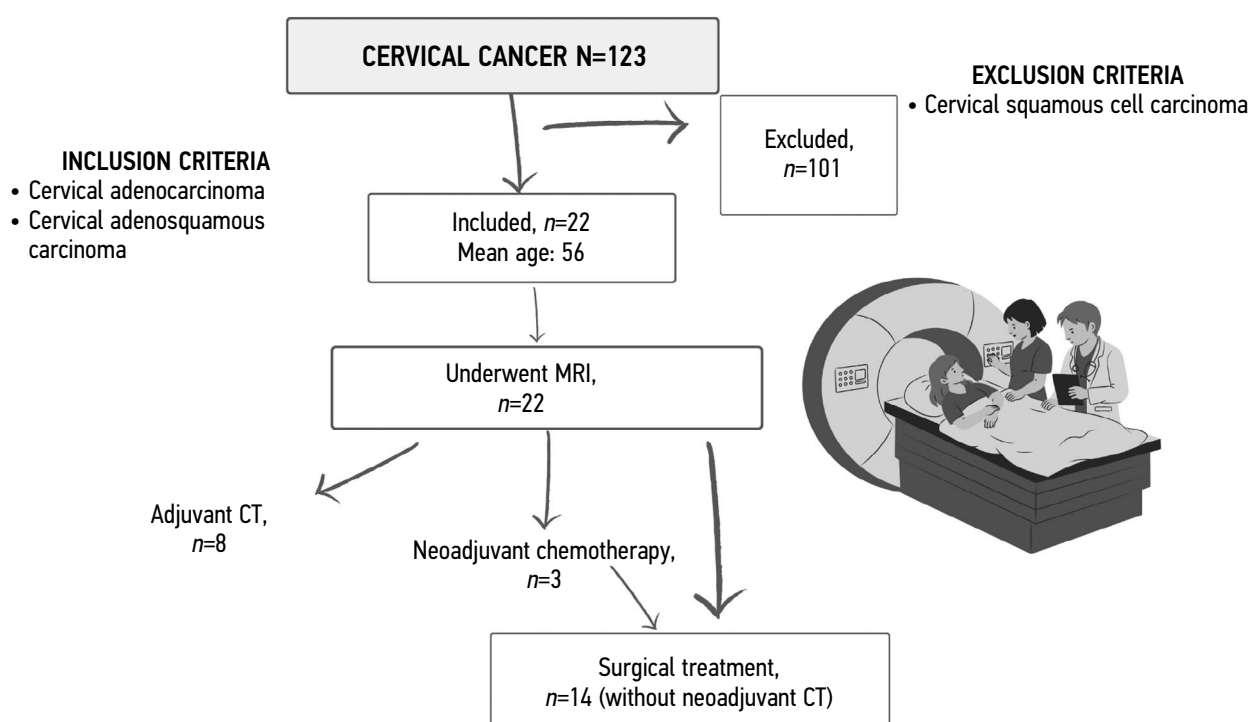 CERVICAL CANCER N=123
EXCLUSION CRITERIA
• Cervical squamous cell carcinoma
Excluded,
n=101
INCLUSION CRITERIA
• Cervical adenocarcinoma
• Cervical adenosquamous
carcinoma
Included, n=22
Mean age: 56
Underwent MRI,
n=22
Adjuvant CT,
n=8
Neoadjuvant chemotherapy,
n=3
Surgical treatment,
n=14 (without neoadjuvant CT)